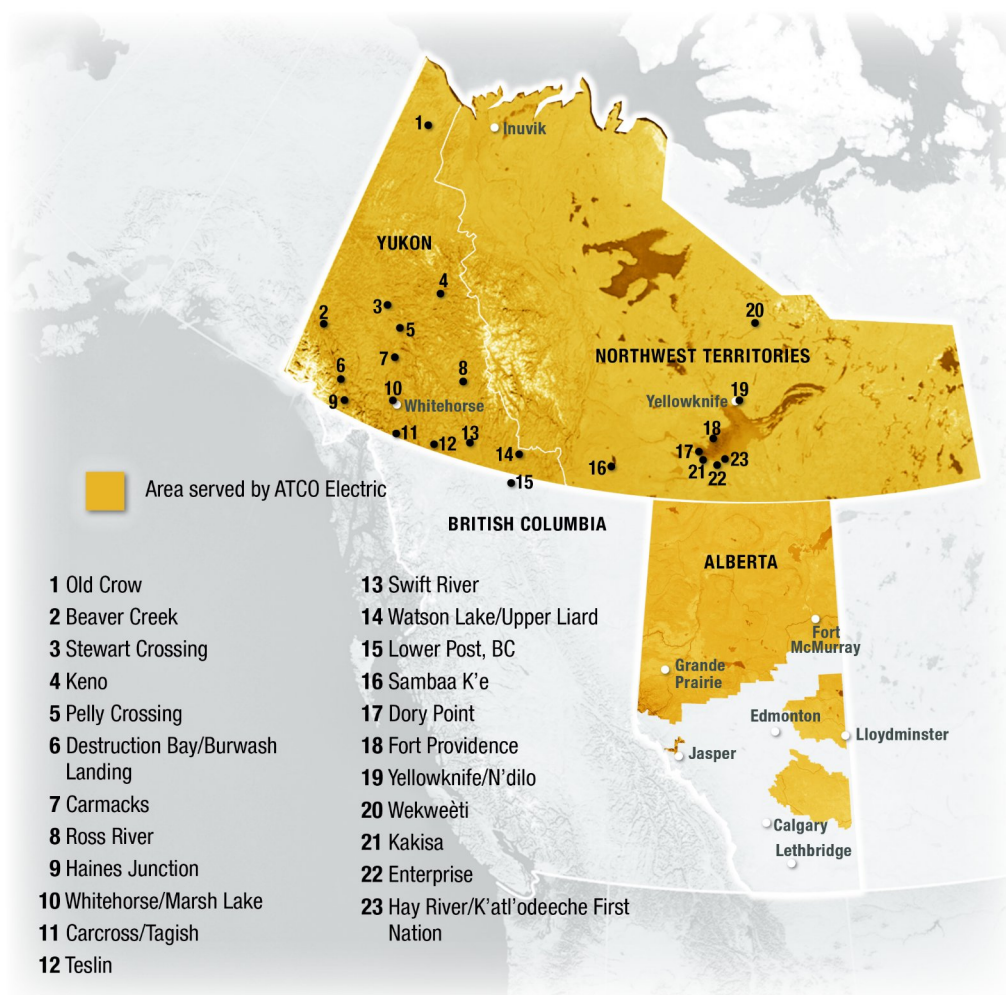 1
Inuvik
YUKON
4
3
2
20
5
NORTHWEST TERRITORIES
7
6
8
19
10
Yellowknife
9
Whitehorse
18
11
13
12
17
14
23
16
21
22
15
Area served by ATCO Electric
BRITISH COLUMBIA
ALBERTA
Fort
McMurray
Grande
Prairie
Edmonton
Lloydminster
Jasper
Calgary
Lethbridge
1 Old Crow
2 Beaver Creek
3 Stewart Crossing
4 Keno
5 Pelly Crossing
6 Destruction Bay/Burwash
Landing
7 Carmacks
8 Ross River
9 Haines Junction
10 Whitehorse/Marsh Lake
11 Carcross/Tagish
12 Teslin
13 Swift River
14 Watson Lake/Upper Liard
15 Lower Post, BC
16 Sambaa K'e
17 Dory Point
18 Fort Providence
19 Yellowknife/N'dilo
20 Wekweèti
21 Kakisa
22 Enterprise
23 Hay River/K'atl'odeeche First
Nation